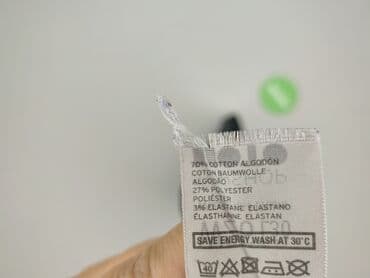 70% COTTON ALGODÓN
COTON BAUMWOLLE
ALGODÃO
27% POLYESTER
POLIÉSTER
3% ELASTANE ELASTANO
ÉLASTHANNE ELASTAN
SAVE ENERGY WASH AT 30°C
40